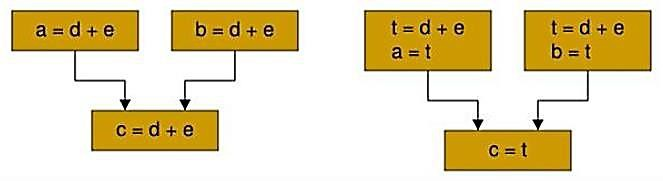 a = d + e
b = d + e
c = d + e
t = d + e
a = t
t = d + e
b = t
c = t